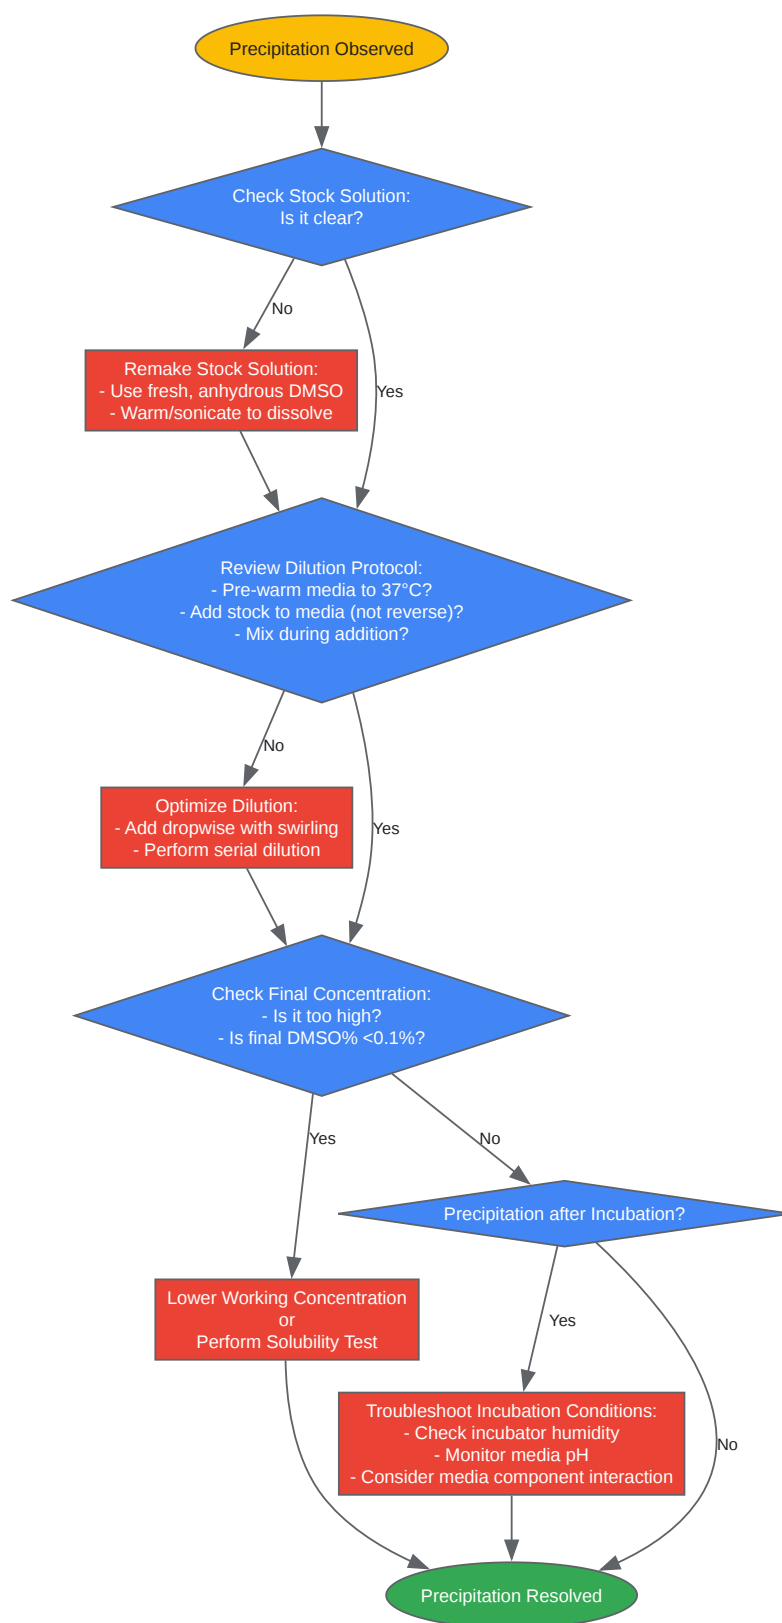 Precipitation Observed
Check Stock Solution:
Is it clear?
No
Yes
Remake Stock Solution:
- Use fresh, anhydrous DMSO
- Warm/sonicate to dissolve
Review Dilution Protocol:
- Pre-warm media to 37°C?
- Add stock to media (not reverse)?
- Mix during addition?
No
Yes
Optimize Dilution:
- Add dropwise with swirling
- Perform serial dilution
Check Final Concentration:
- Is it too high?
- Is final DMSO% <0.1%?
Yes
No
Precipitation after Incubation?
Lower Working Concentration
or
Perform Solubility Test
Yes
No
Troubleshoot Incubation Conditions:
- Check incubator humidity
- Monitor media pH
- Consider media component interaction
Precipitation Resolved